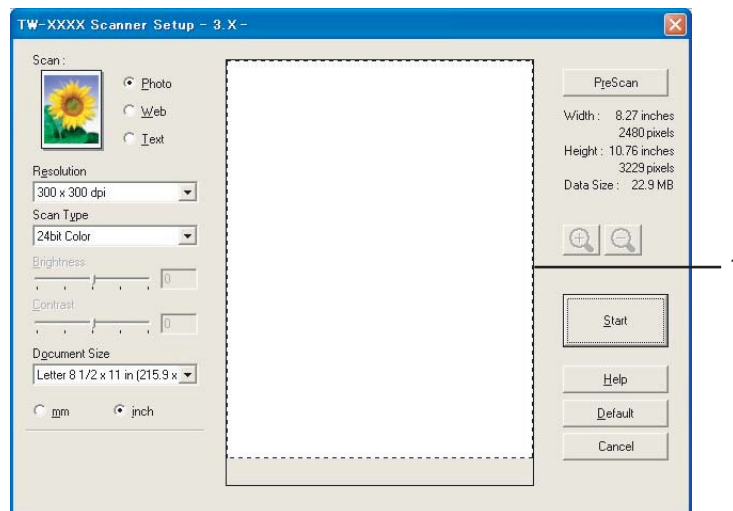 TW-XXXX Scanner Setup - 3.X -
Scan :
Photo
Web
Text
Resolution
300 x 300 dpi
Scan Type
24bit Color
Brightness
0
Contrast
0
Document Size
Letter 8 1/2 x 11 in (215.9 x
mm inch
PreScan
Width : 8.27 inches
2480 pixels
Height : 10.76 inches
3229 pixels
Data Size : 22.9 MB
Start
Help
Default
Cancel